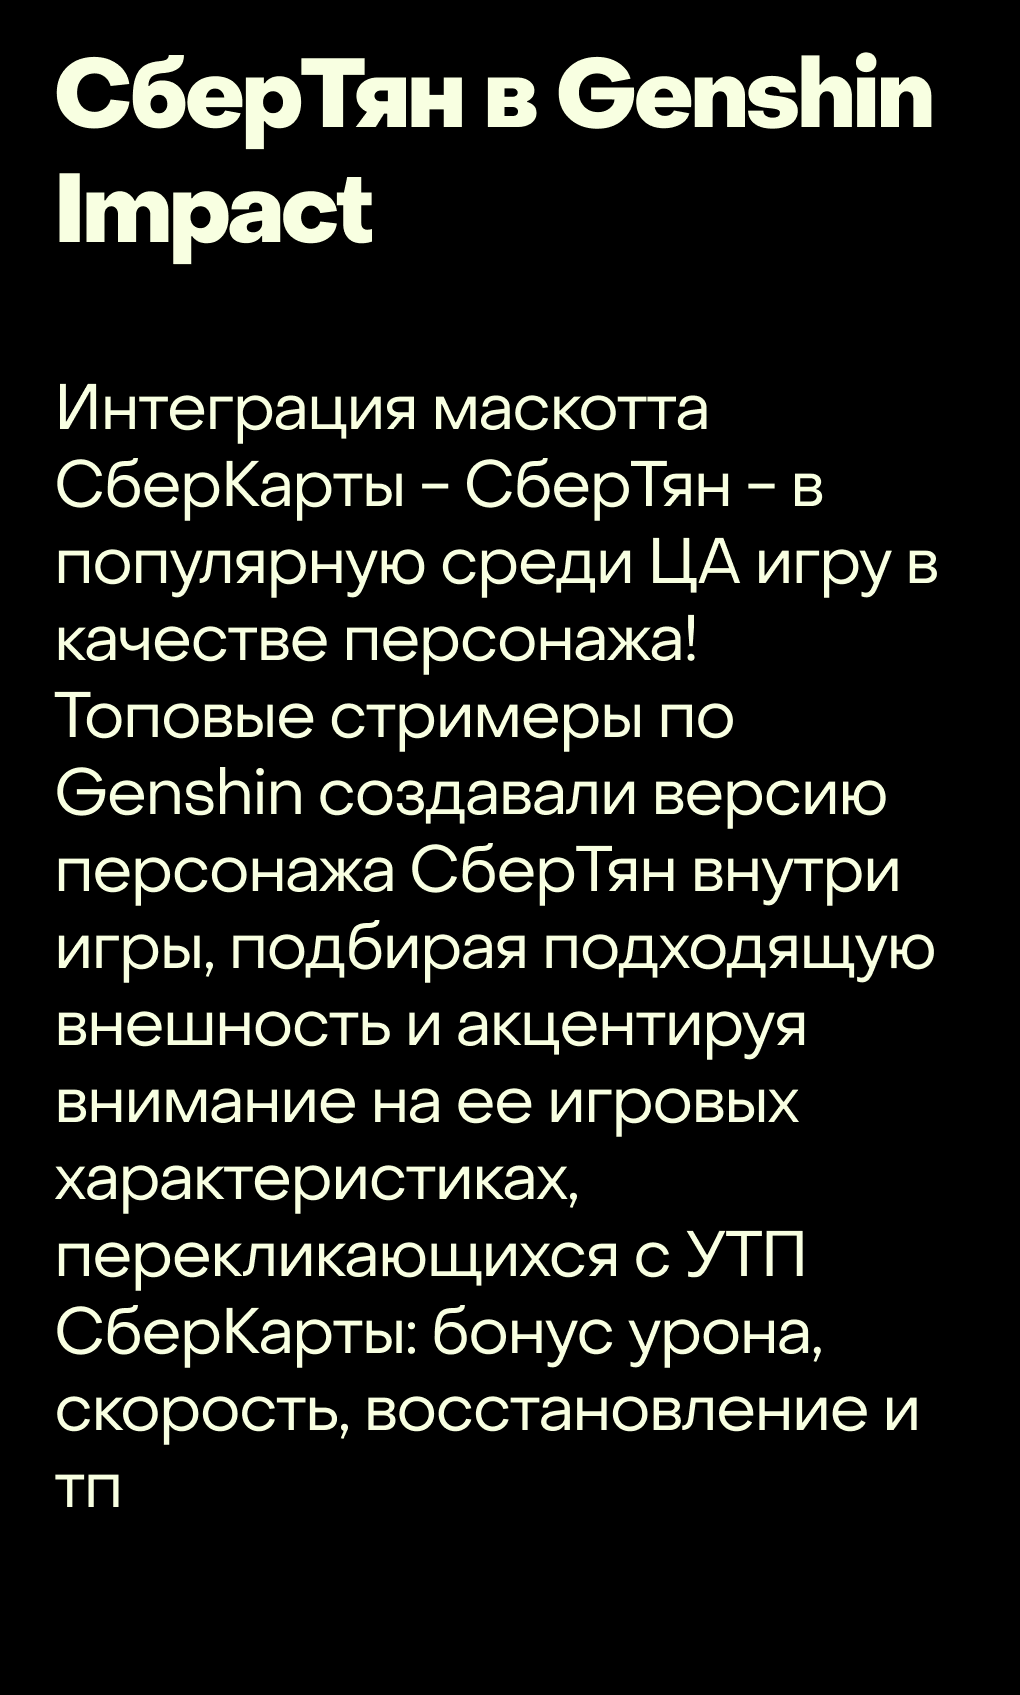 СберТян в Genshin
Impact
Интеграция маскотта
СберКарты – СберТян – в
популярную среди ЦА игру в
качестве персонажа!
Топовые стримеры по
Genshin создавали версию
персонажа СберТян внутри
игры, подбирая подходящую
внешность и акцентируя
внимание на ее игровых
характеристиках,
перекликающихся с УТП
СберКарты: бонус урона,
скорость, восстановление и
тп